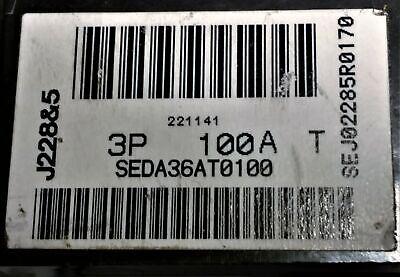 J228&5
221141
3P 100A T
SEDA36AT0100
SEJ02285R0170